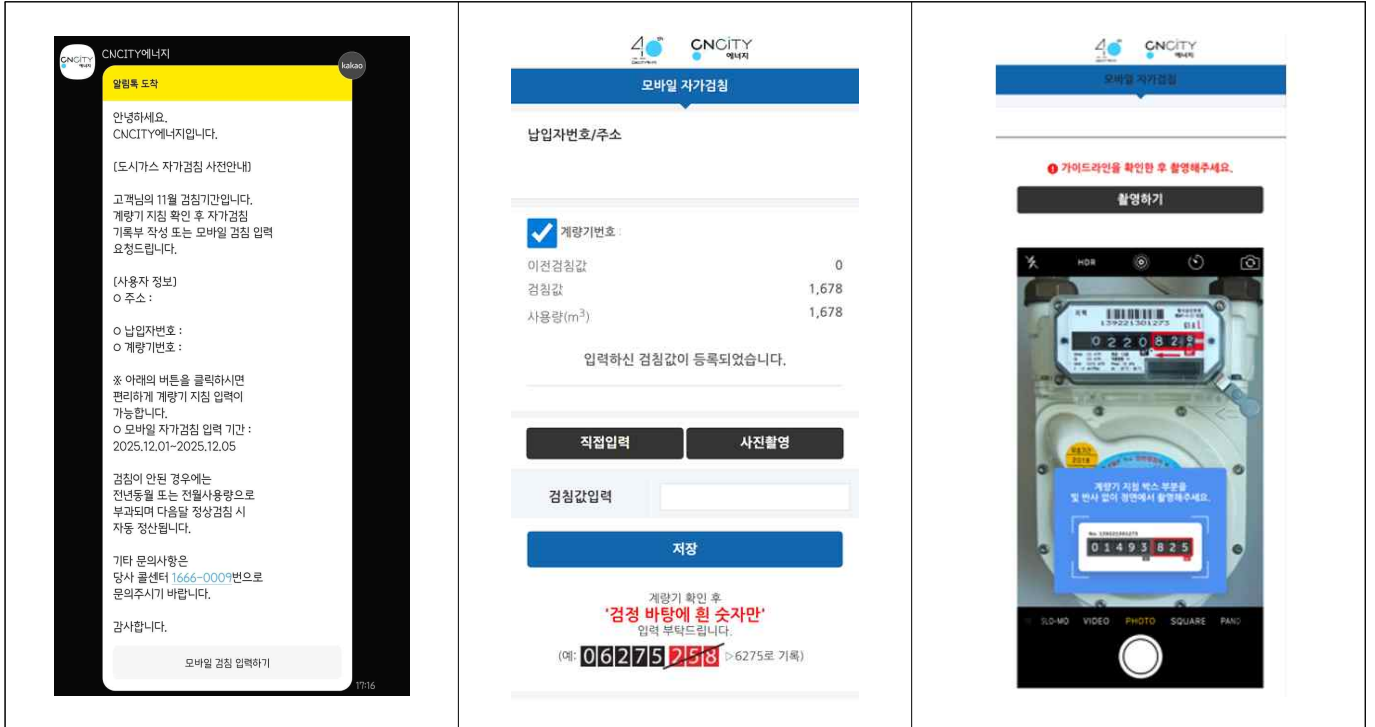 CNCITY에너지
CNCITY
에너지
kakao
알림톡 도착
안녕하세요.
CNCITY에너지입니다.
[도시가스 자가검침 사전안내]
고객님의 11월 검침기간입니다.
계량기 지침 확인 후 자가검침
기록부 작성 또는 모바일 검침 입력
요청드립니다.
[사용자 정보]
ㅇ 주소 :
ㅇ 납입자번호 :
ㅇ 계량기번호 :
※ 아래의 버튼을 클릭하시면
편리하게 계량기 지침 입력이
가능합니다.
ㅇ 모바일 자가검침 입력 기간 :
2025.12.01~2025.12.05
검침이 안된 경우에는
전년동월 또는 전월사용량으로
부과되며 다음달 정상검침 시
자동 정산됩니다.
기타 문의사항은
당사 콜센터 1666-0009번으로
문의주시기 바랍니다.
감사합니다.
모바일 검침 입력하기
17:16
40th CNCITY
에너지
모바일 자가검침
납입자번호/주소
계량기번호 :
이전검침값 0
검침값 1,678
사용량(m³) 1,678
입력하신 검침값이 등록되었습니다.
직접입력 사진촬영
검침값입력
저장
계량기 확인 후
'검정 바탕에 흰 숫자만'
입력 부탁드립니다.
(예: 06275 258 ▷6275로 기록)
40th CNCITY
에너지
모바일 자가검침
가이드라인을 확인한 후 촬영해주세요.
촬영하기
HDR
139221301273
0220 82
계량기 지침 박스 부분을
빛 반사 없이 정면에서 촬영해주세요.
No. 139221301273
01493 825
SLO-MO VIDEO PHOTO SQUARE PANO